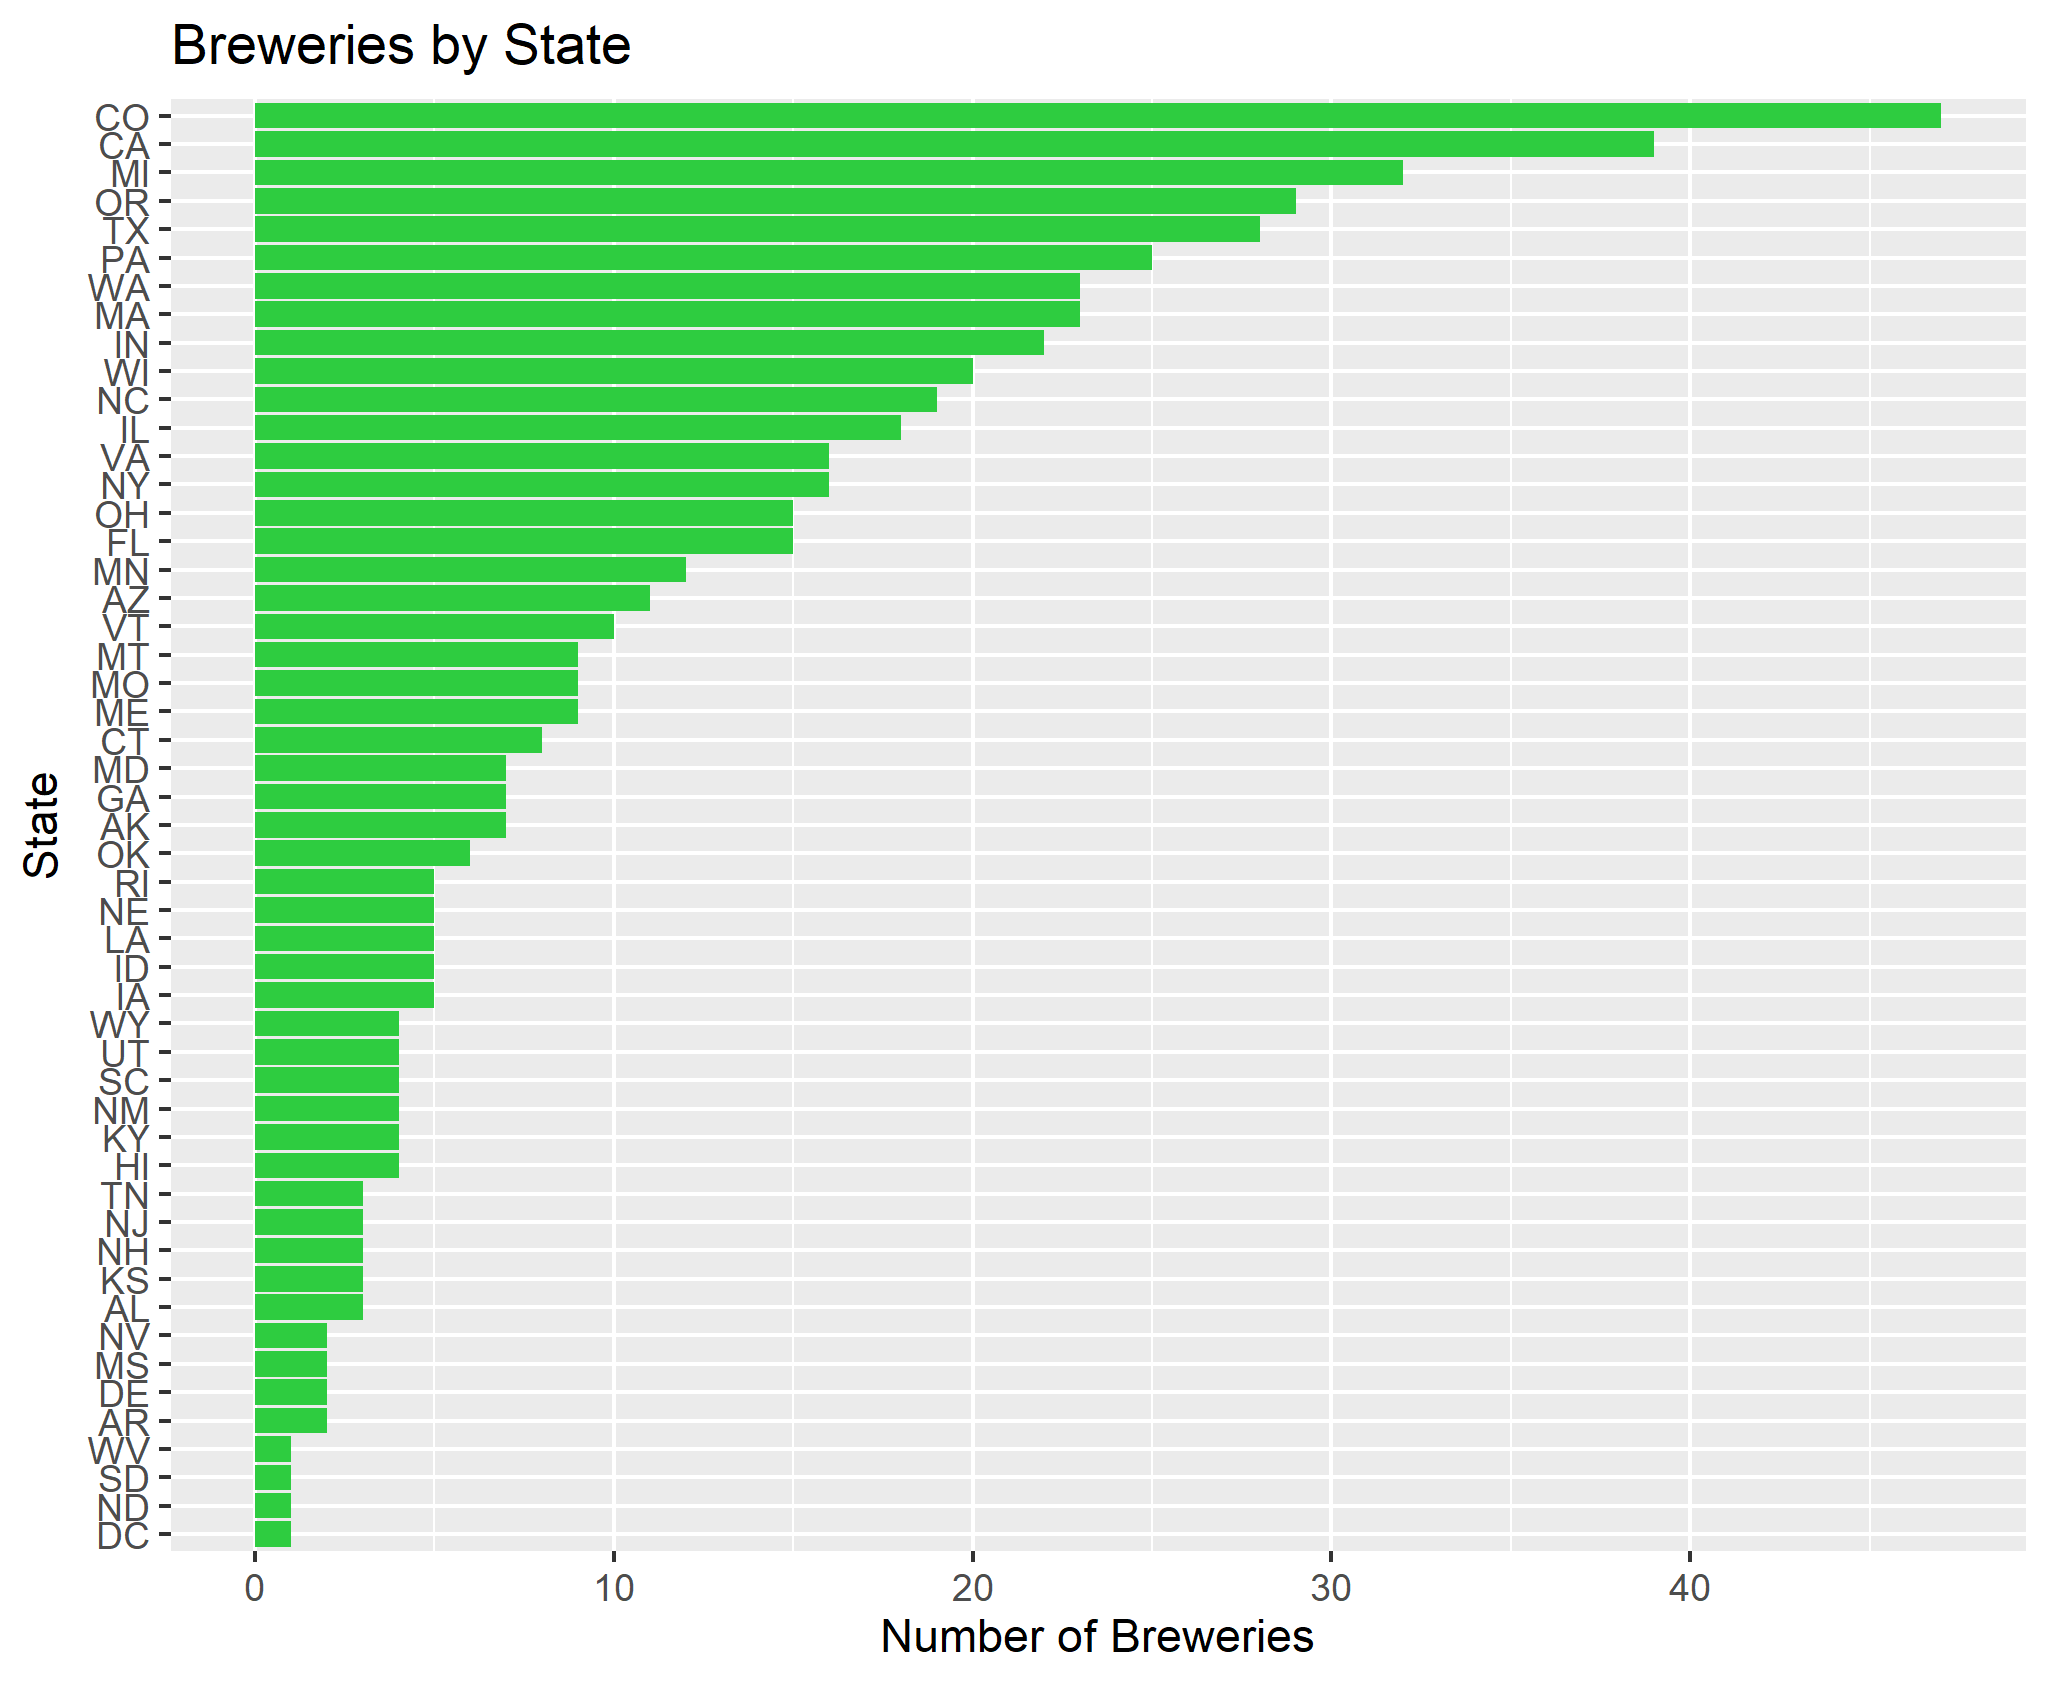 Breweries by State
CO
CA
MI
OR
TX
PA
WA
MA
IN
WI
NC
IL
VA
NY
OH
FL
MN
AZ
VT
MT
MO
ME
CT
MD
GA
AK
OK
RI
NE
LA
ID
IA
WY
UT
SC
NM
KY
HI
TN
NJ
NH
KS
AL
NV
MS
DE
AR
WV
SD
ND
DC
State
0 10 20 30 40
Number of Breweries